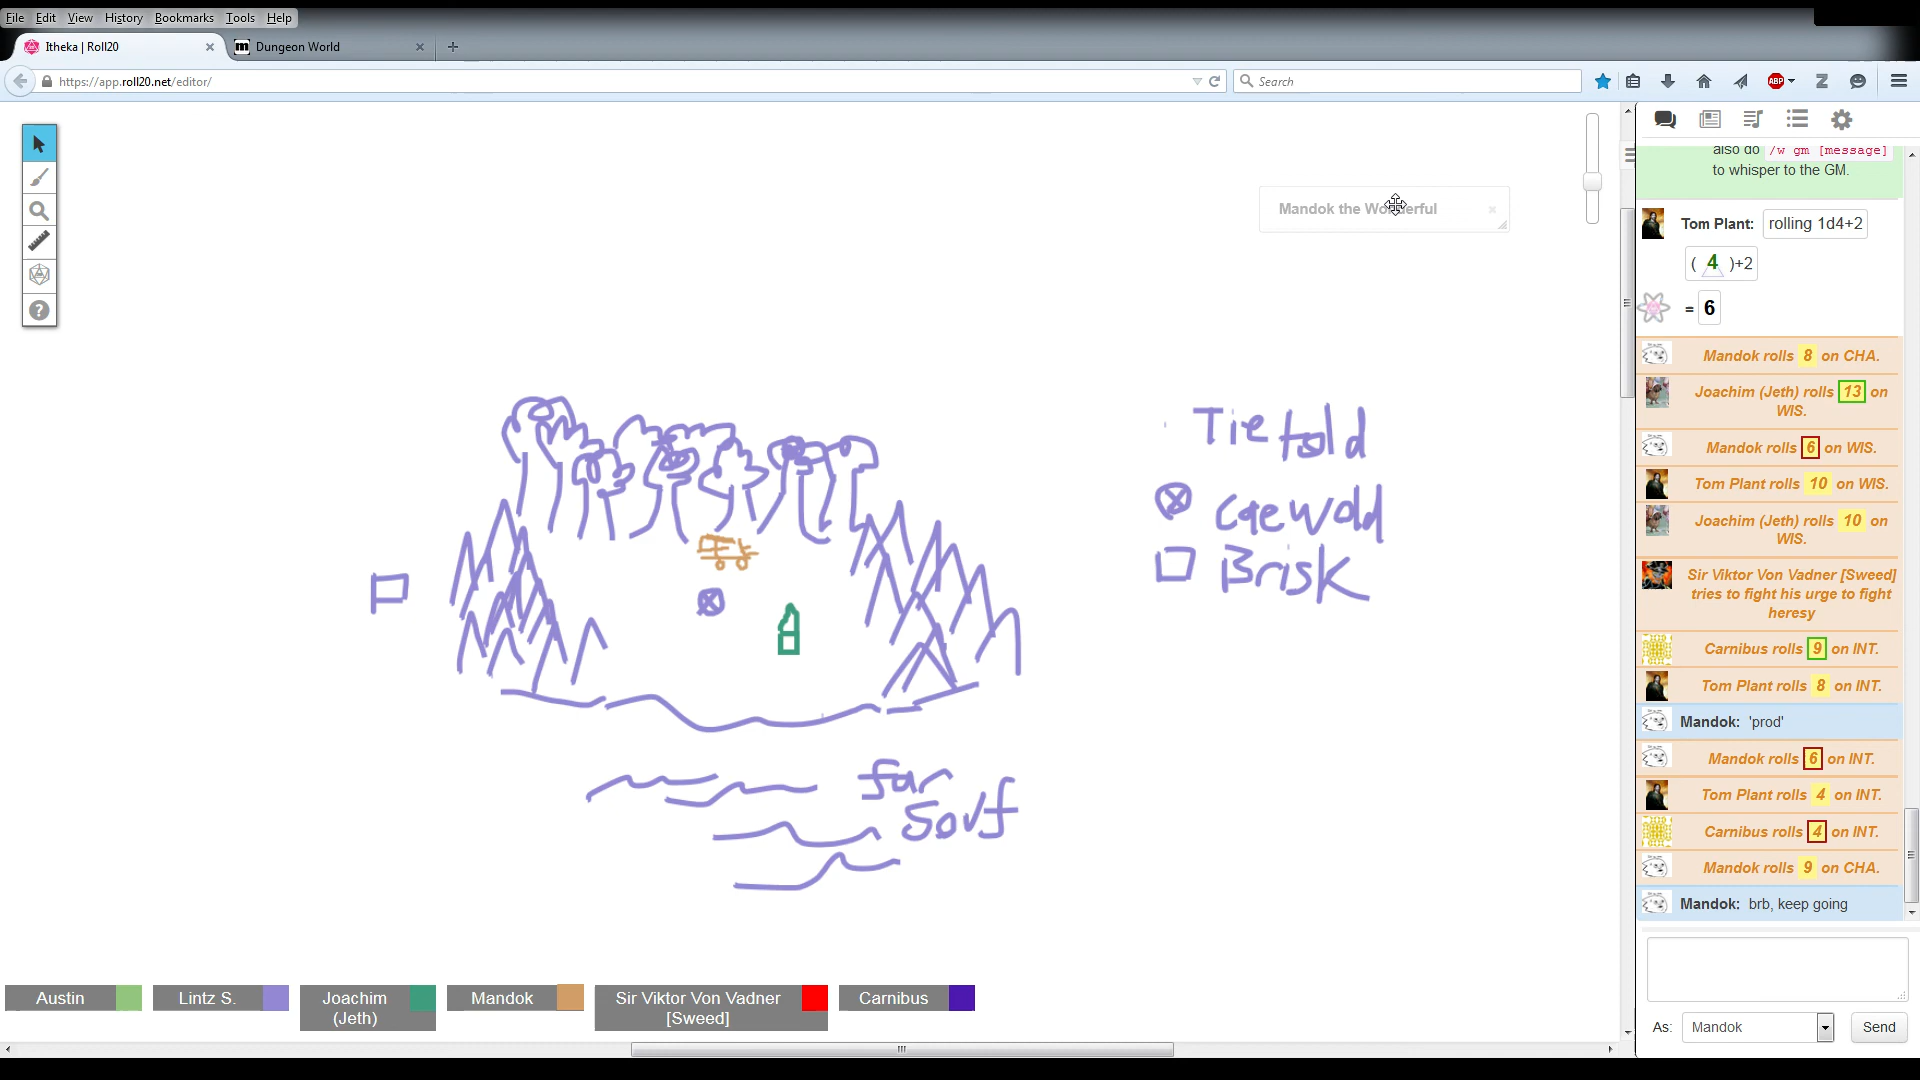 File Edit View History Bookmarks Tools Help
Itheka | Roll20 × m Dungeon World × +
https://app.roll20.net/editor/ Search ABP Z
also do /w gm [message]
to whisper to the GM.
Mandok the Wonderful ×
Tom Plant: rolling 1d4+2
( 4 )+2
= 6
Mandok rolls 8 on CHA.
Joachim (Jeth) rolls 13 on
WIS.
Mandok rolls 6 on WIS.
Tom Plant rolls 10 on WIS.
Joachim (Jeth) rolls 10 on
WIS.
Sir Viktor Von Vadner [Sweed]
tries to fight his urge to fight
heresy
Carnibus rolls 9 on INT.
Tom Plant rolls 8 on INT.
Mandok: 'prod'
Mandok rolls 6 on INT.
Tom Plant rolls 4 on INT.
Carnibus rolls 4 on INT.
Mandok rolls 9 on CHA.
Mandok: brb, keep going
Tiefold
Caewold
Brisk
far
Souf
Austin Lintz S. Joachim
(Jeth) Mandok Sir Viktor Von Vadner
[Sweed] Carnibus
As: Mandok Send